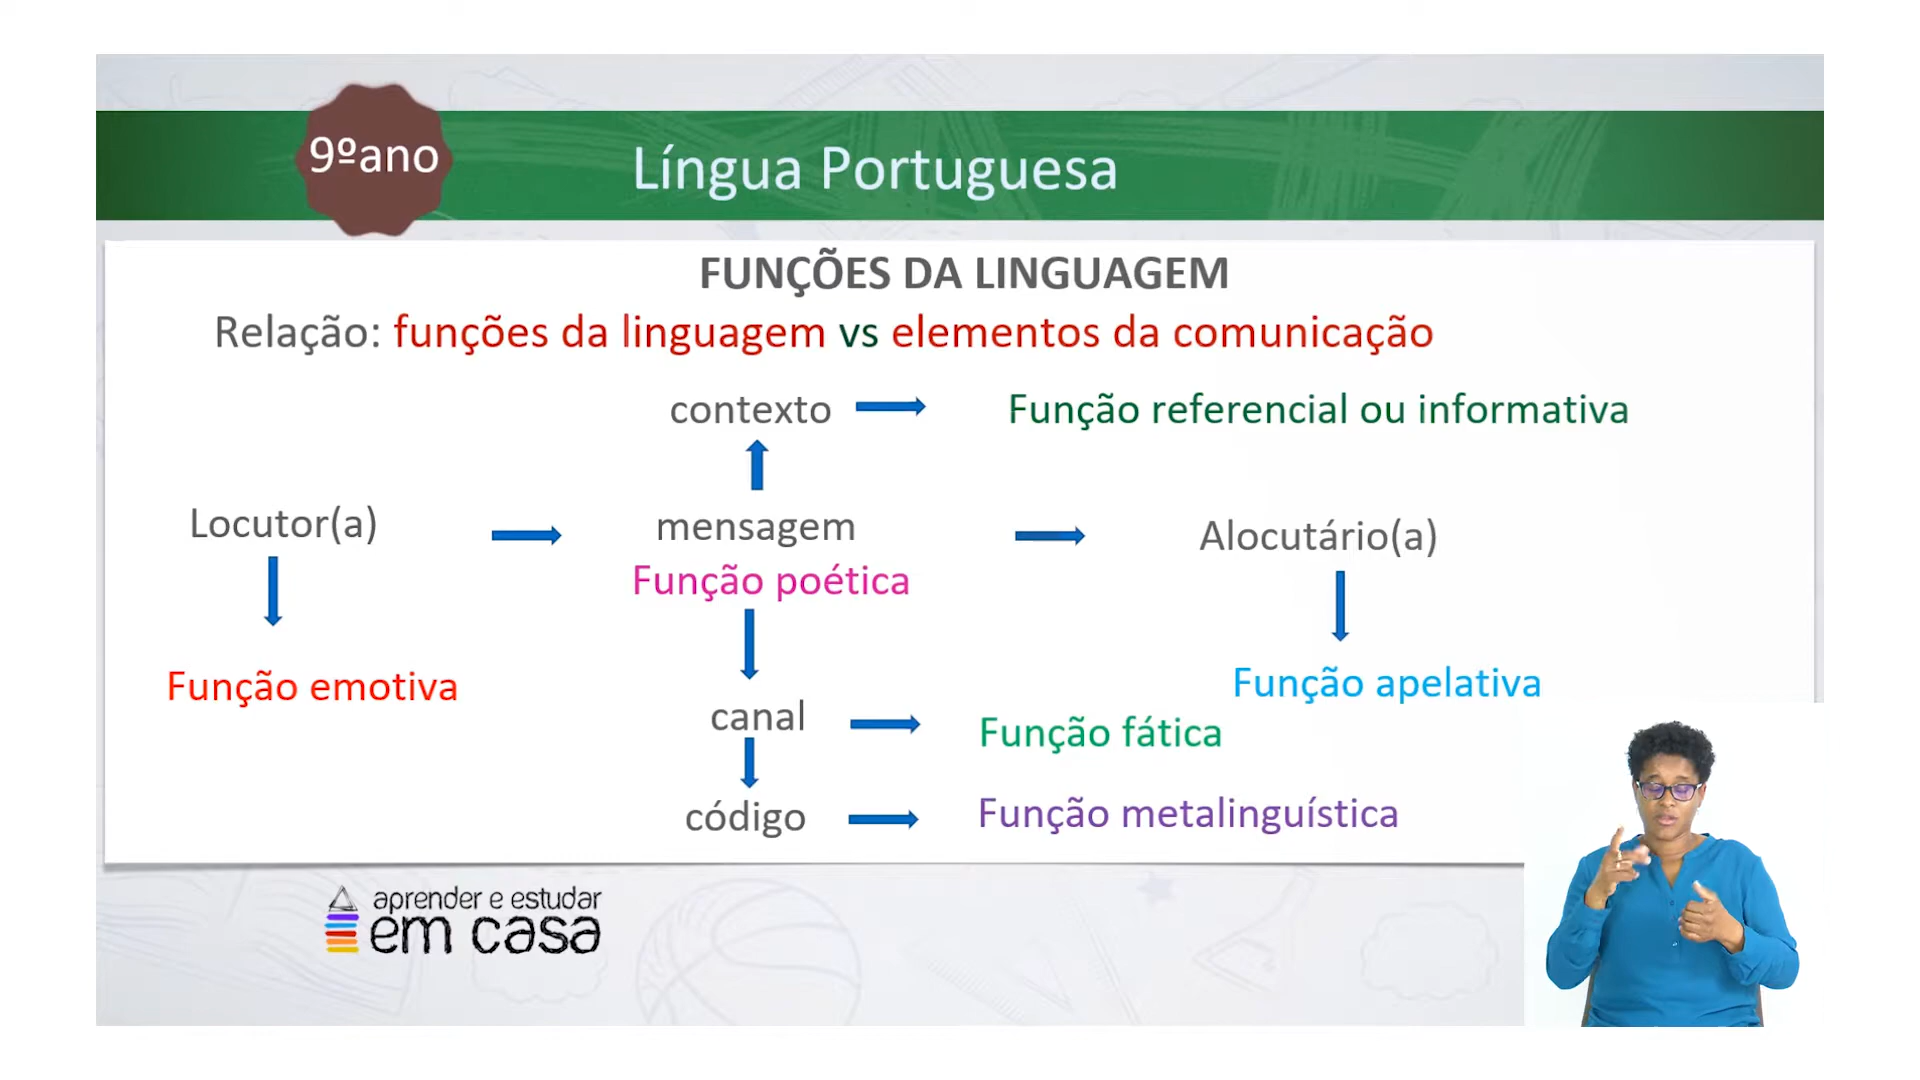 9ºano
Língua Portuguesa
FUNÇÕES DA LINGUAGEM
Relação: funções da linguagem vs elementos da comunicação
contexto
Função referencial ou informativa
Locutor(a)
mensagem
Alocutário(a)
Função poética
Função emotiva
Função apelativa
canal
Função fática
código
Função metalinguística
aprender e estudar
em casa